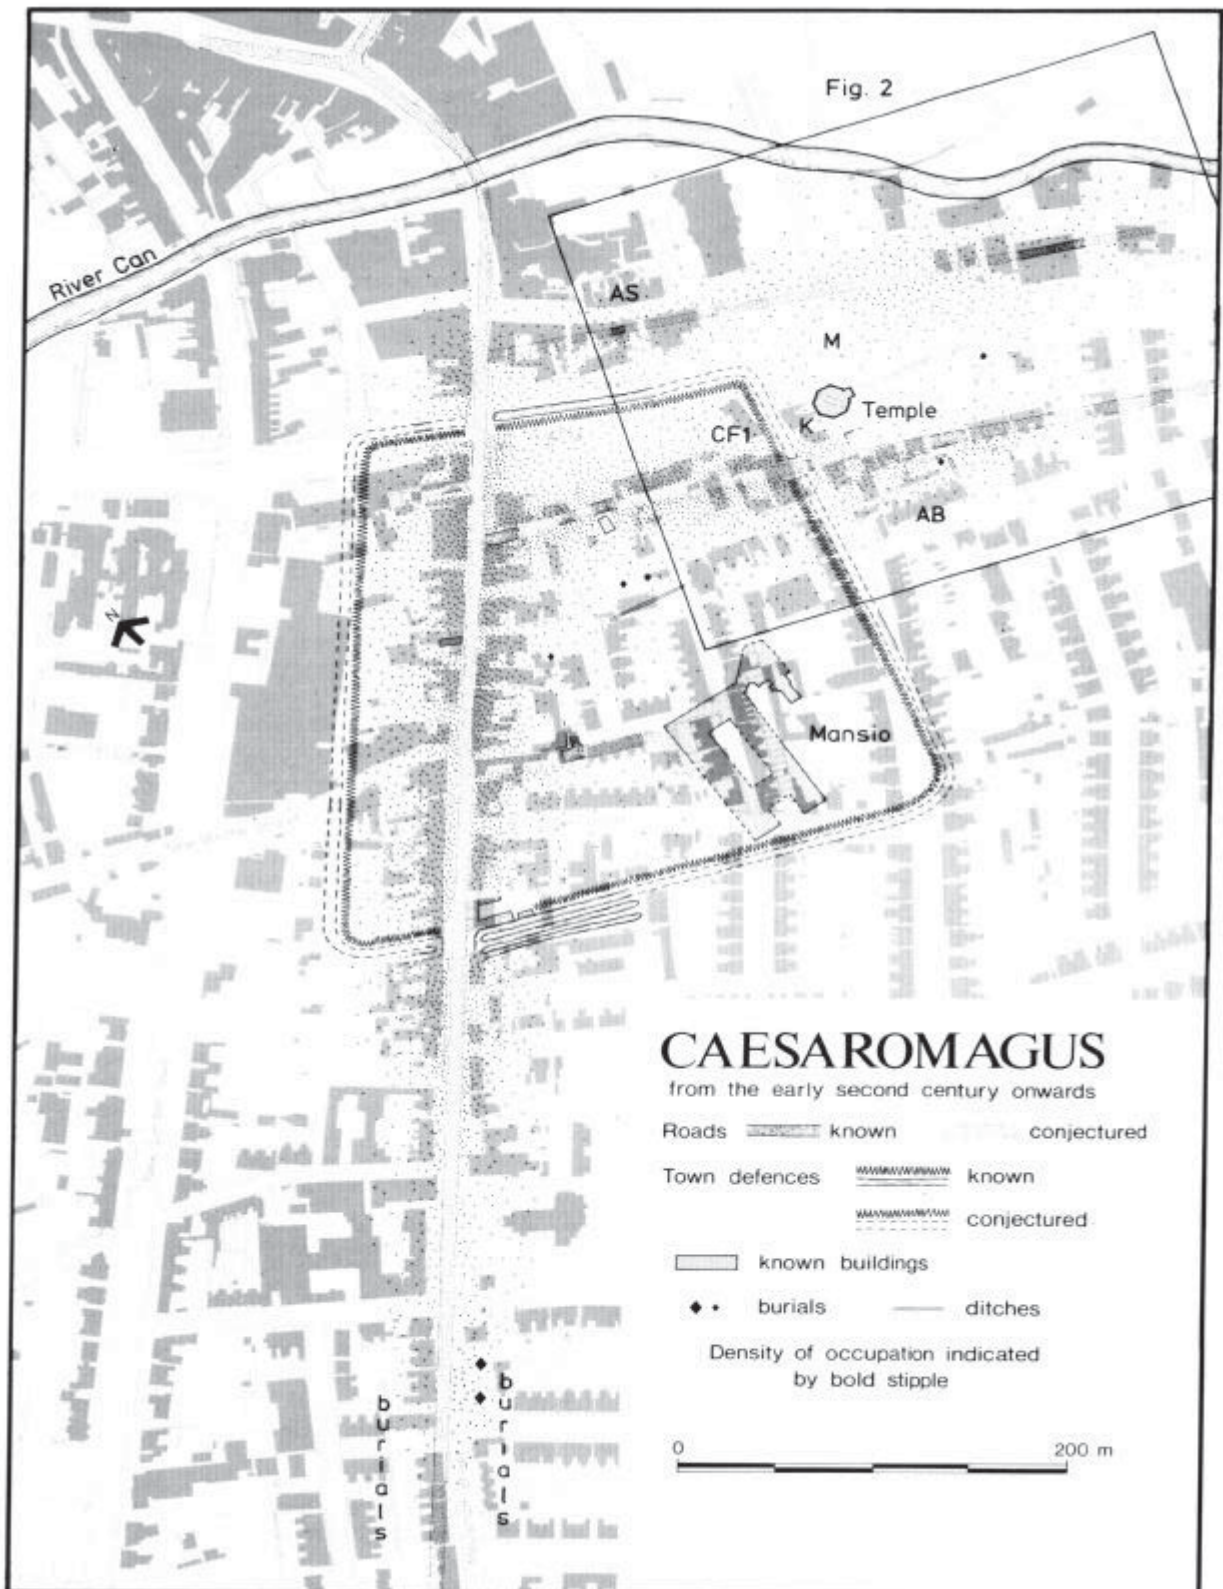 Fig. 2
River Can
AS
M
Temple
K
CF1
AB
N
Mansio
CAESAROMAGUS
from the early second century onwards
Roads known conjectured
Town defences known
conjectured
known buildings
burials ditches
Density of occupation indicated
by bold stipple
burials
burials
0 200 m